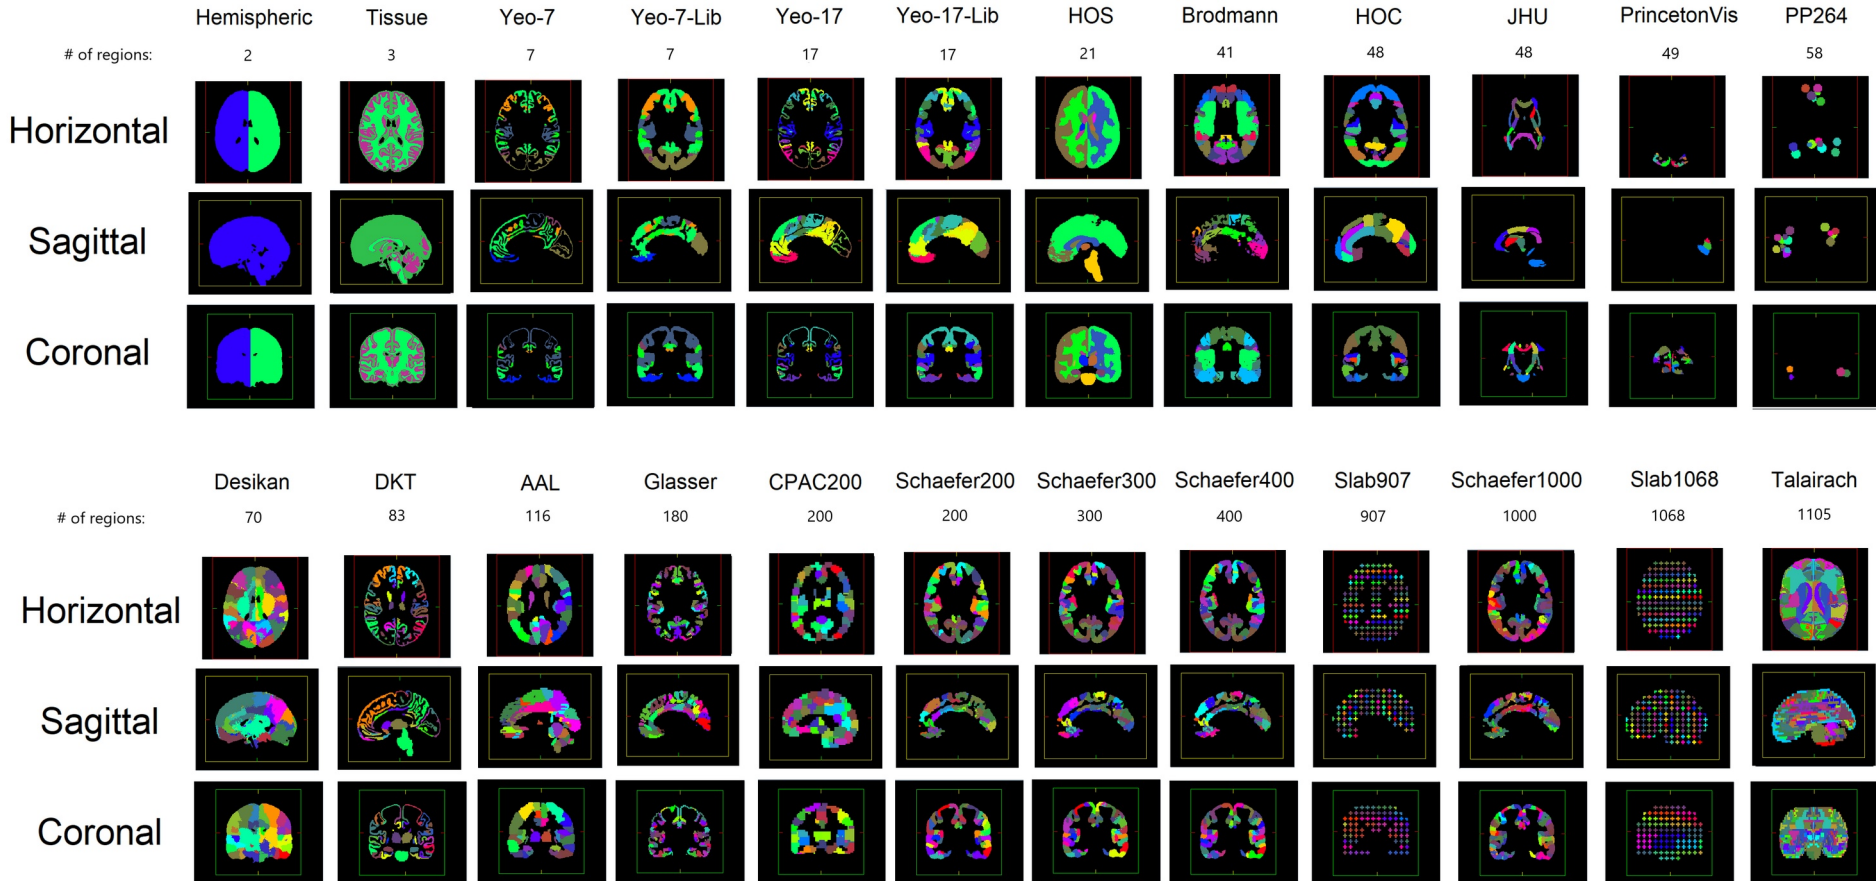 Hemispheric Tissue Yeo-7 Yeo-7-Lib Yeo-17 Yeo-17-Lib HOS Brodmann HOC JHU PrincetonVis PP264
# of regions: 2 3 7 7 17 17 21 41 48 48 49 58
Horizontal
Sagittal
Coronal
Desikan DKT AAL Glasser CPAC200 Schaefer200 Schaefer300 Schaefer400 Slab907 Schaefer1000 Slab1068 Talairach
# of regions: 70 83 116 180 200 200 300 400 907 1000 1068 1105
Horizontal
Sagittal
Coronal